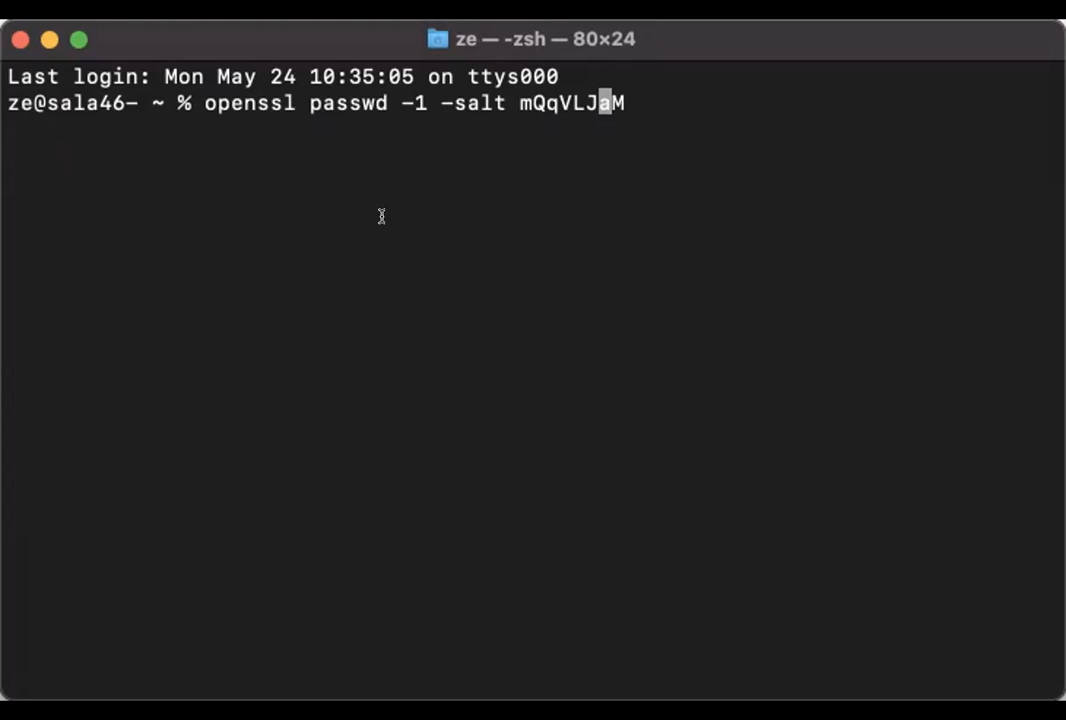 ze — -zsh — 80×24
Last login: Mon May 24 10:35:05 on ttys000
ze@sala46- ~ % openssl passwd -1 -salt mQqVLJaM